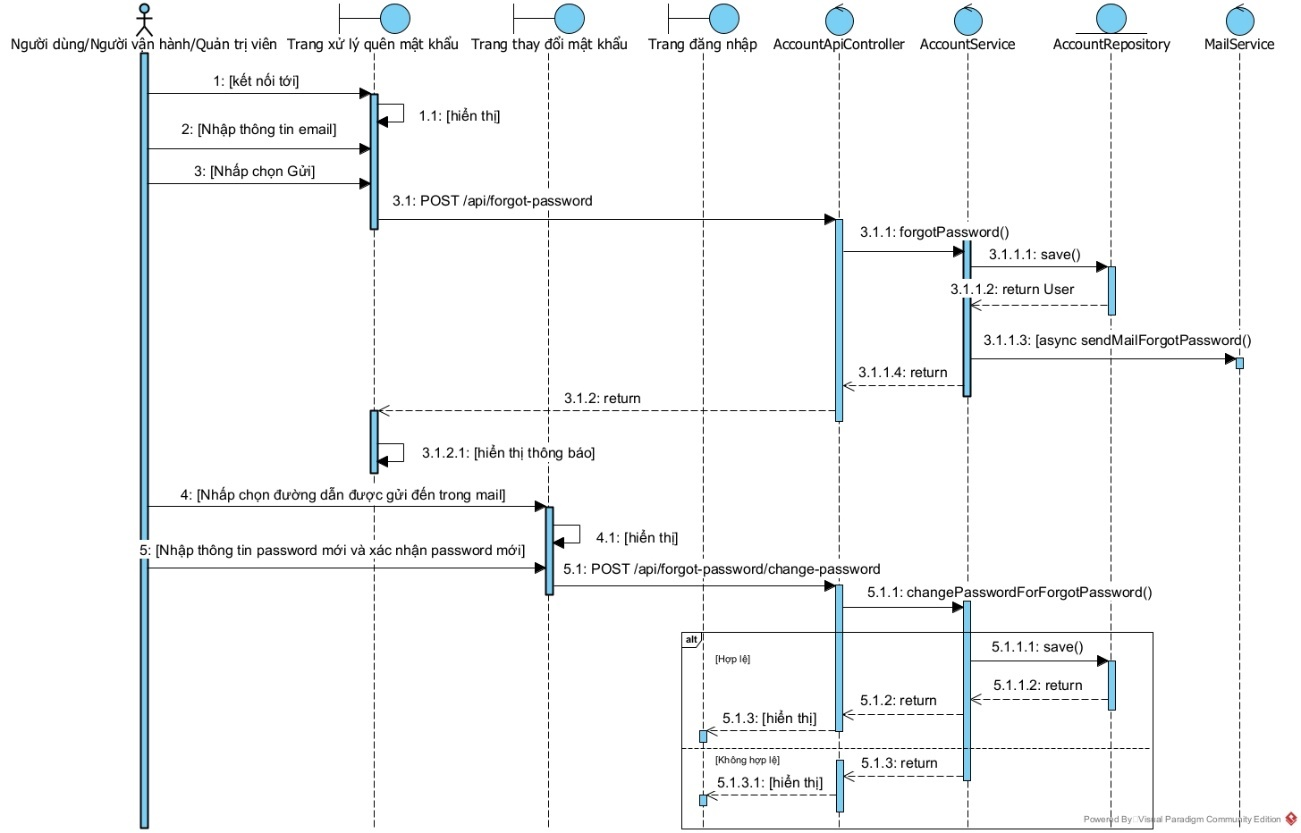 Người dùng/Người vận hành/Quản trị viên
Trang xử lý quên mật khẩu
Trang thay đổi mật khẩu
Trang đăng nhập
AccountApiController
AccountService
AccountRepository
MailService
1: [kết nối tới]
1.1: [hiển thị]
2: [Nhập thông tin email]
3: [Nhấp chọn Gửi]
3.1: POST /api/forgot-password
3.1.1: forgotPassword()
3.1.1.1: save()
3.1.1.2: return User
3.1.1.3: [async sendMailForgotPassword()
3.1.1.4: return
3.1.2: return
3.1.2.1: [hiển thị thông báo]
4: [Nhấp chọn đường dẫn được gửi đến trong mail]
4.1: [hiển thị]
5: [Nhập thông tin password mới và xác nhận password mới]
5.1: POST /api/forgot-password/change-password
5.1.1: changePasswordForForgotPassword()
alt
[Hợp lệ]
5.1.1.1: save()
5.1.1.2: return
5.1.2: return
5.1.3: [hiển thị]
[Không hợp lệ]
5.1.3: return
5.1.3.1: [hiển thị]
Powered By Visual Paradigm Community Edition